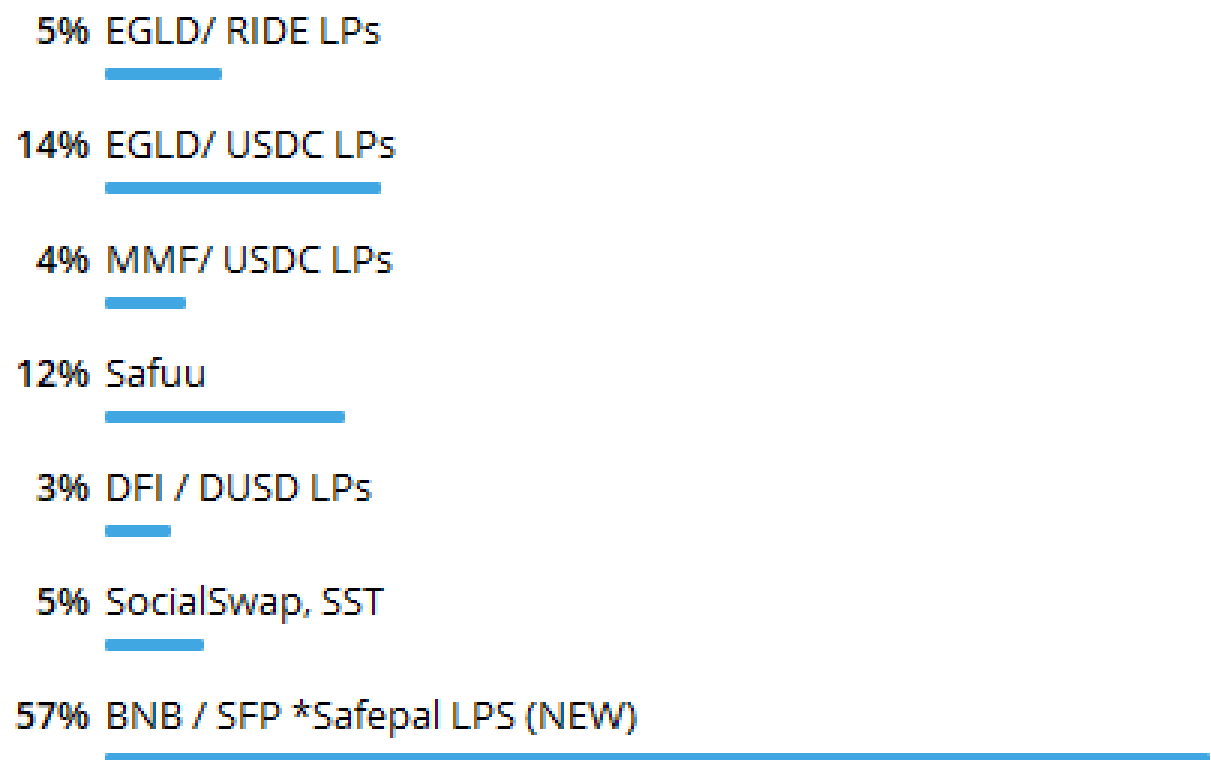 5% EGLD/ RIDE LPs
14% EGLD/ USDC LPs
4% MMF/ USDC LPs
12% Safuu
3% DFI / DUSD LPs
5% SocialSwap, SST
57% BNB / SFP *Safepal LPS (NEW)